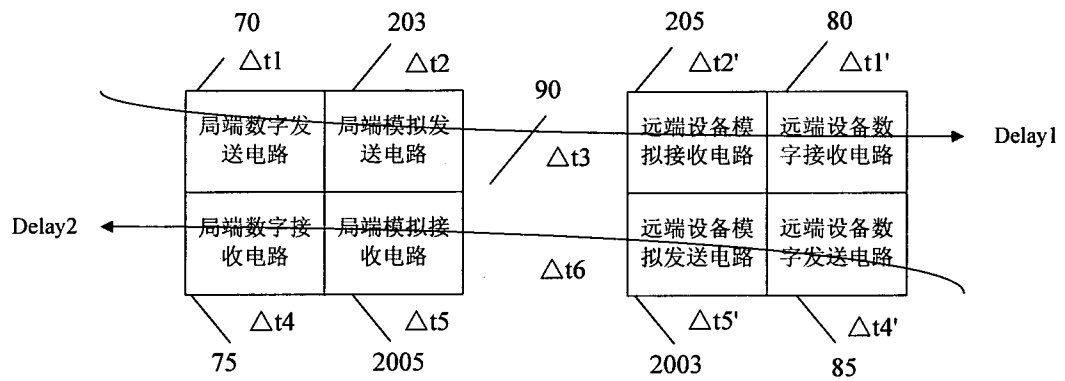 70 203 205 80
△t1 △t2 △t2' △t1'
90
局端数字发 局端模拟发 远端设备模 远端设备数
送电路 送电路 拟接收电路 字接收电路
Delay1
△t3
局端数字接 局端模拟接 远端设备模 远端设备数
收电路 收电路 拟发送电路 字发送电路
Delay2
△t6
△t4 △t5 △t5' △t4'
75 2005 2003 85